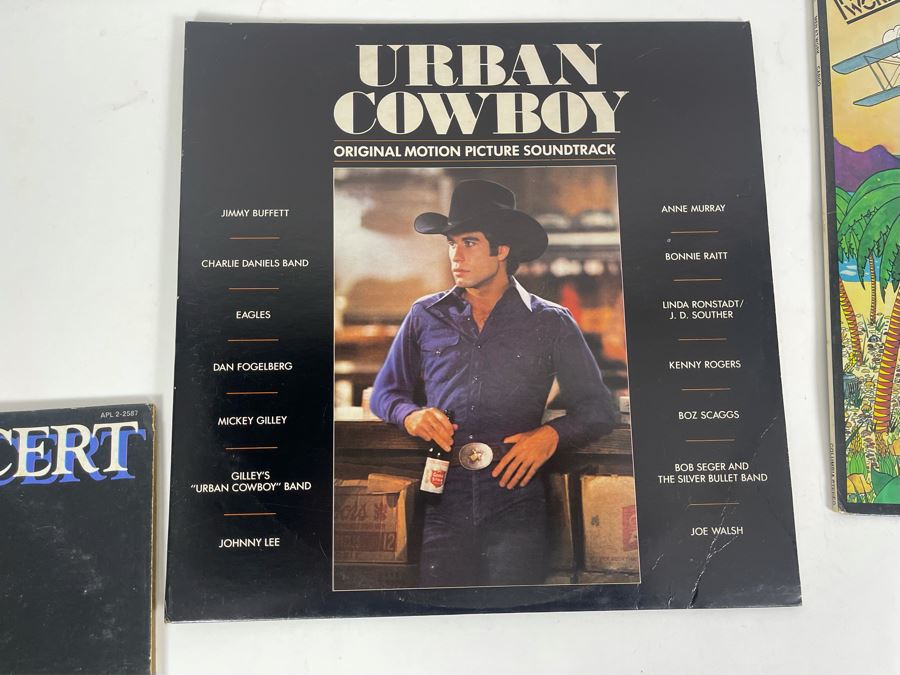 URBAN
COWBOY
ORIGINAL MOTION PICTURE SOUNDTRACK
JIMMY BUFFETT
CHARLIE DANIELS BAND
EAGLES
DAN FOGELBERG
MICKEY GILLEY
GILLEY'S
"URBAN COWBOY" BAND
JOHNNY LEE
ANNE MURRAY
BONNIE RAITT
LINDA RONSTADT/
J. D. SOUTHER
KENNY ROGERS
BOZ SCAGGS
BOB SEGER AND
THE SILVER BULLET BAND
JOE WALSH
12
APL 2-2587
CERT